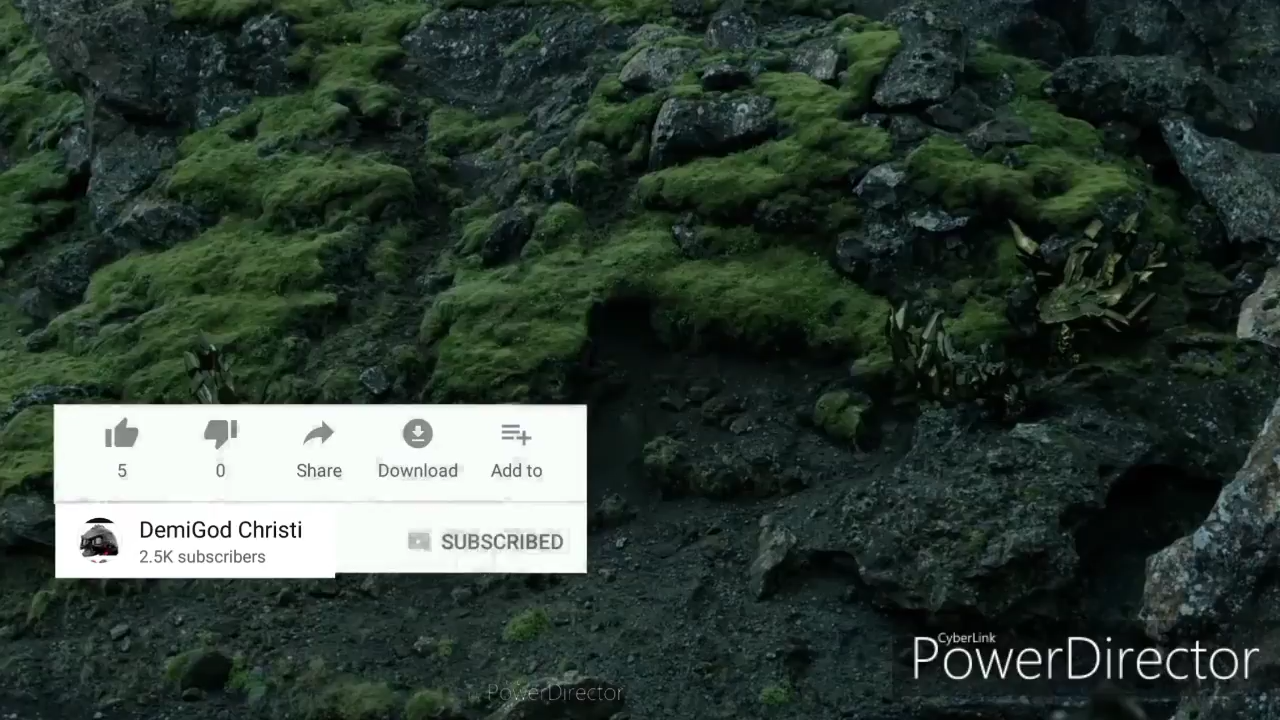 5
0
Share
Download
Add to
DemiGod Christi
2.5K subscribers
SUBSCRIBED
CyberLink
PowerDirector
PowerDirector